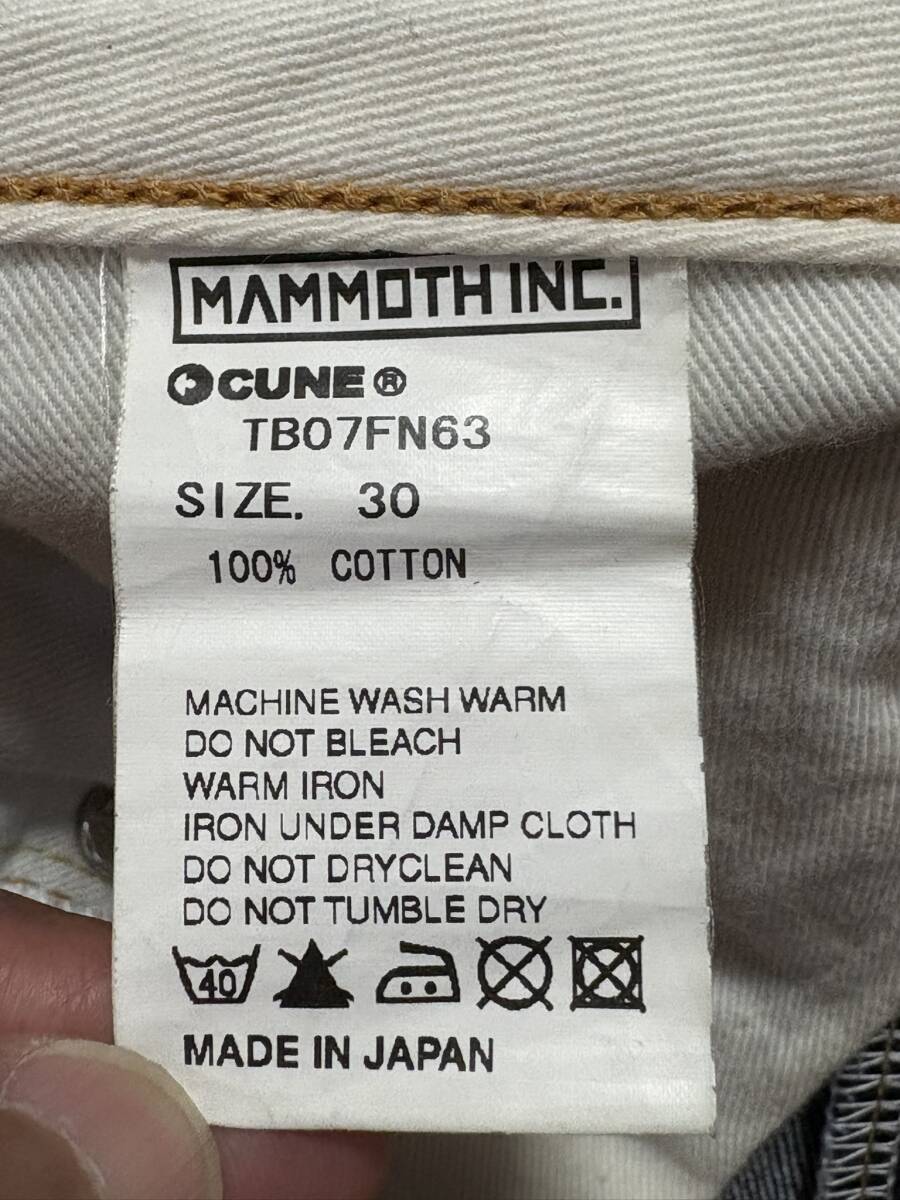 MAMMOTH INC.
CUNE®
TB07FN63
SIZE. 30
100% COTTON
MACHINE WASH WARM
DO NOT BLEACH
WARM IRON
IRON UNDER DAMP CLOTH
DO NOT DRYCLEAN
DO NOT TUMBLE DRY
40
MADE IN JAPAN